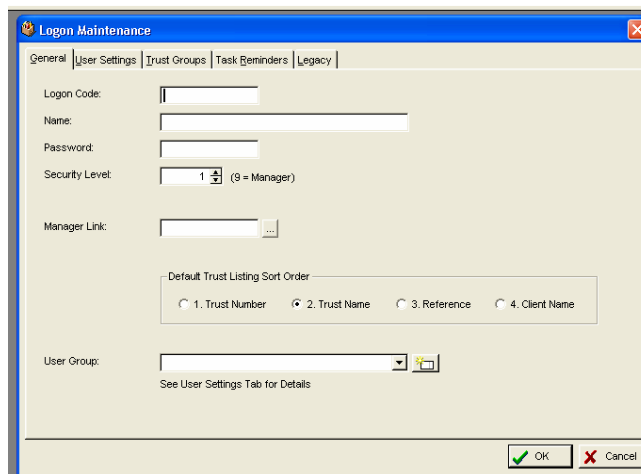 Logon Maintenance
General User Settings Trust Groups Task Reminders Legacy
Logon Code:
Name:
Password:
Security Level: 1 (9 = Manager)
Manager Link: ...
Default Trust Listing Sort Order
1. Trust Number 2. Trust Name 3. Reference 4. Client Name
User Group:
See User Settings Tab for Details
OK Cancel